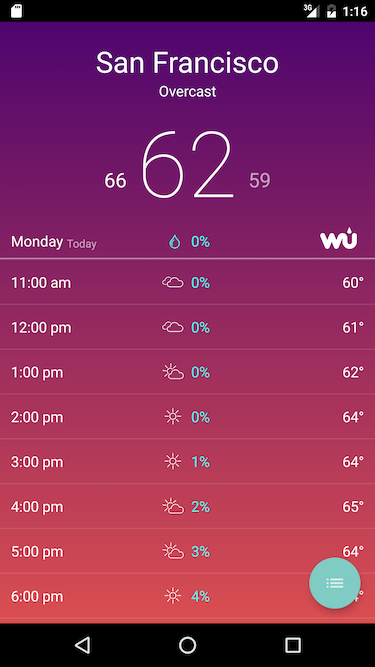 3G 1:16
San Francisco
Overcast
66 62 59
Monday Today 0% WU
11:00 am 0% 60°
12:00 pm 0% 61°
1:00 pm 0% 62°
2:00 pm 0% 64°
3:00 pm 1% 64°
4:00 pm 2% 65°
5:00 pm 3% 64°
6:00 pm 4%